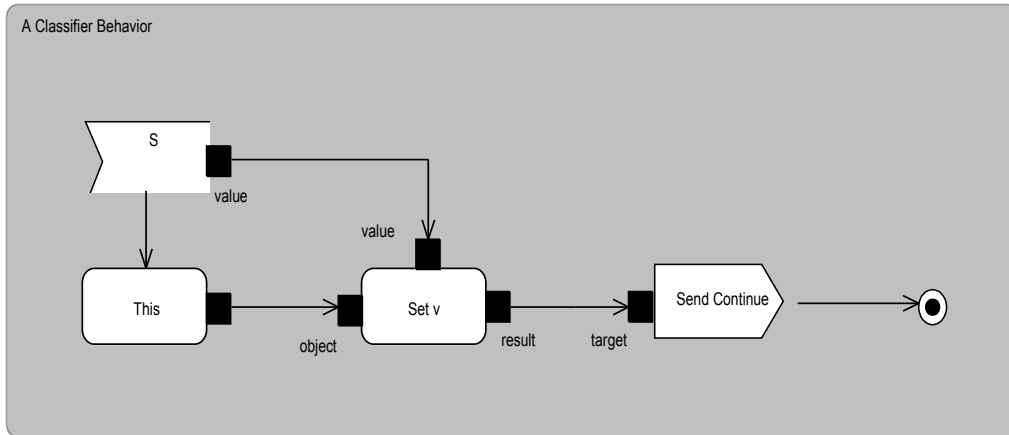 A Classifier Behavior
S
value
value
This
object
Set v
result
target
Send Continue